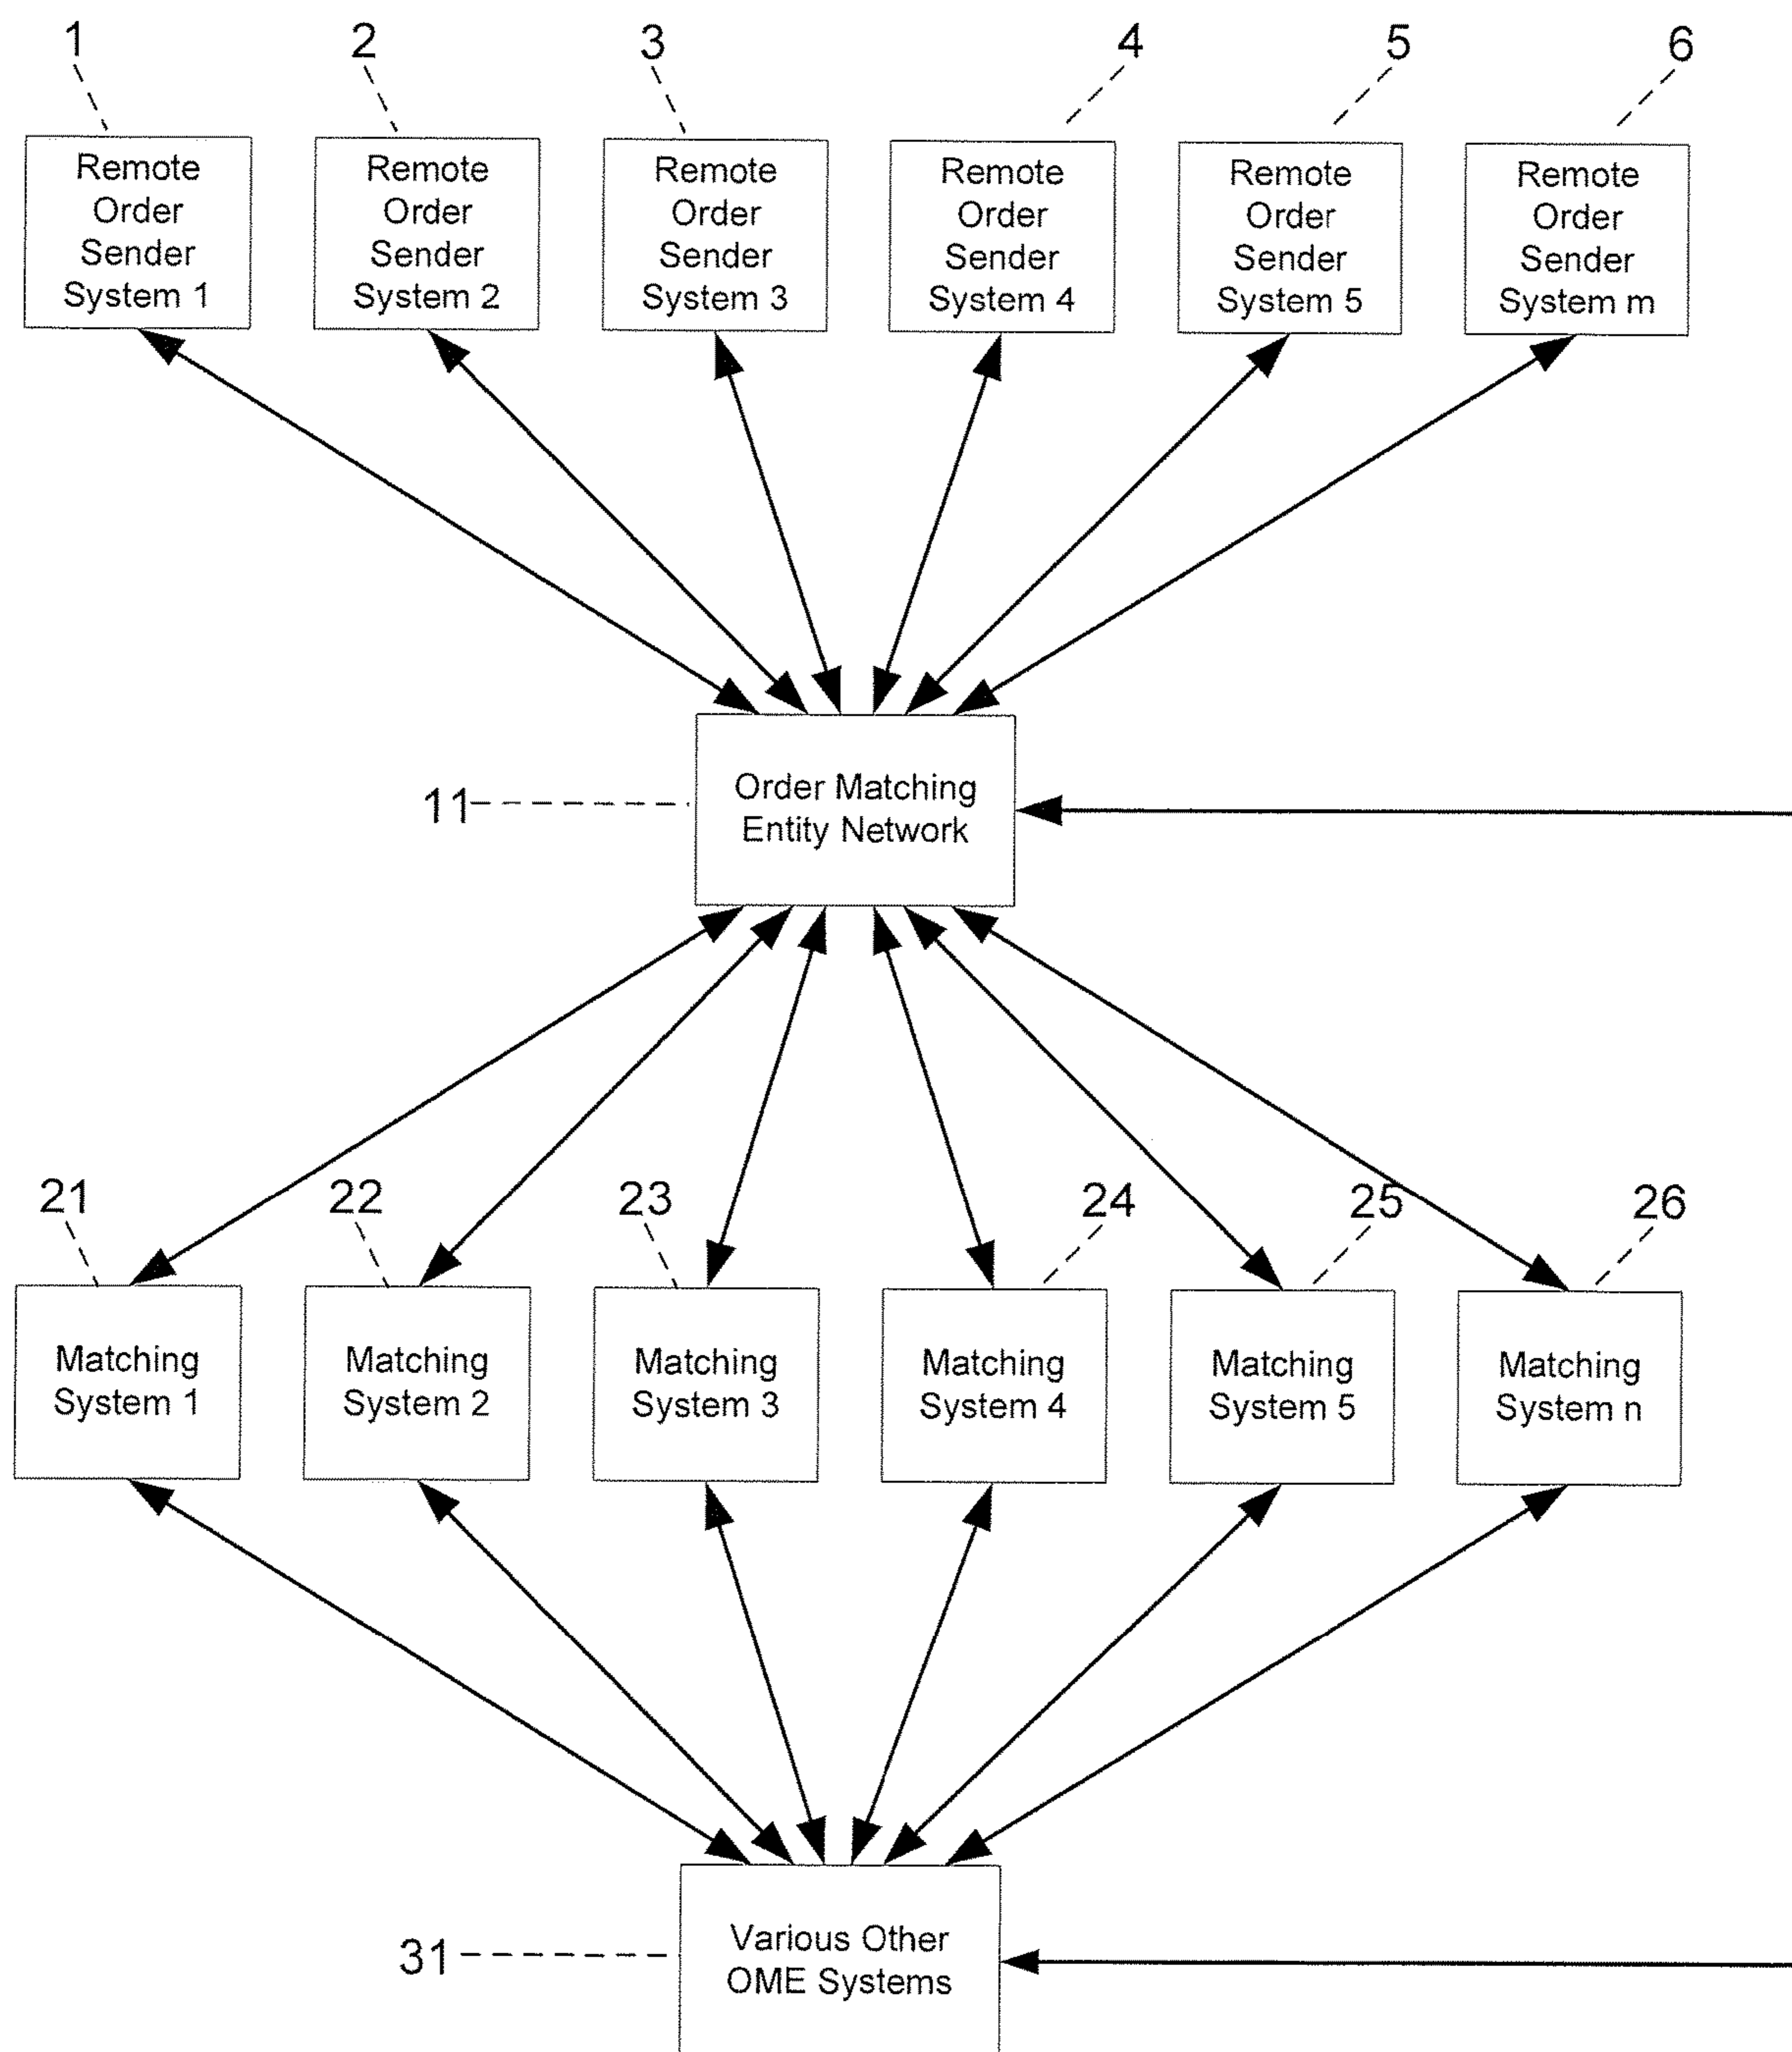 1 2 3 4 5 6
Remote Order Sender System 1
Remote Order Sender System 2
Remote Order Sender System 3
Remote Order Sender System 4
Remote Order Sender System 5
Remote Order Sender System m
11
Order Matching
Entity Network
21 22 23 24 25 26
Matching System 1
Matching System 2
Matching System 3
Matching System 4
Matching System 5
Matching System n
31
Various Other
OME Systems